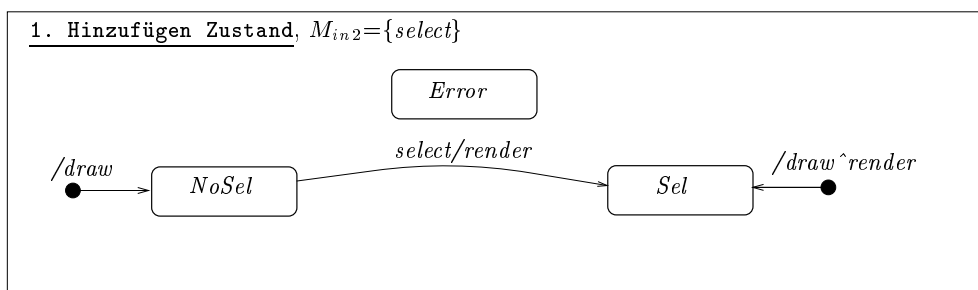 1. Hinzufügen Zustand, M_in2={select}
Error
select/render
/draw
/draw^render
NoSel
Sel